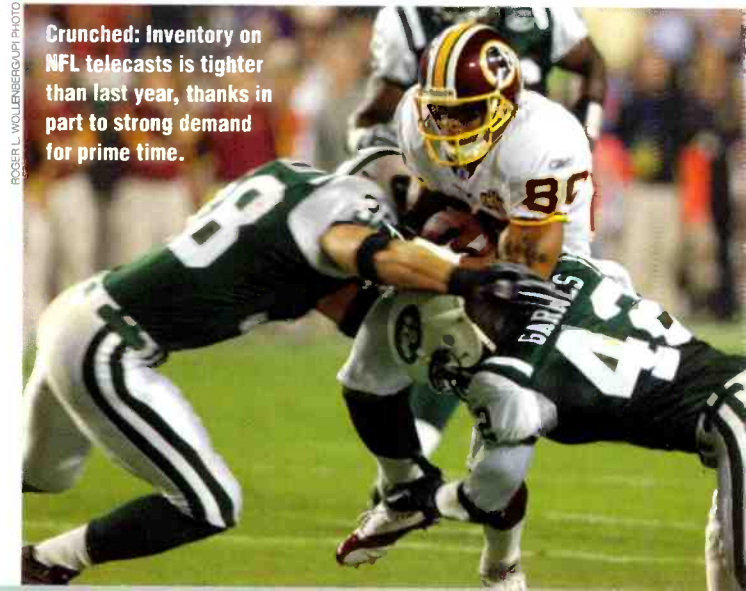 ROGER L. WOLLENBERG/UPI PHOTO
Crunched: Inventory on
NFL telecasts is tighter
than last year, thanks in
part to strong demand
for prime time.
GARNES
42